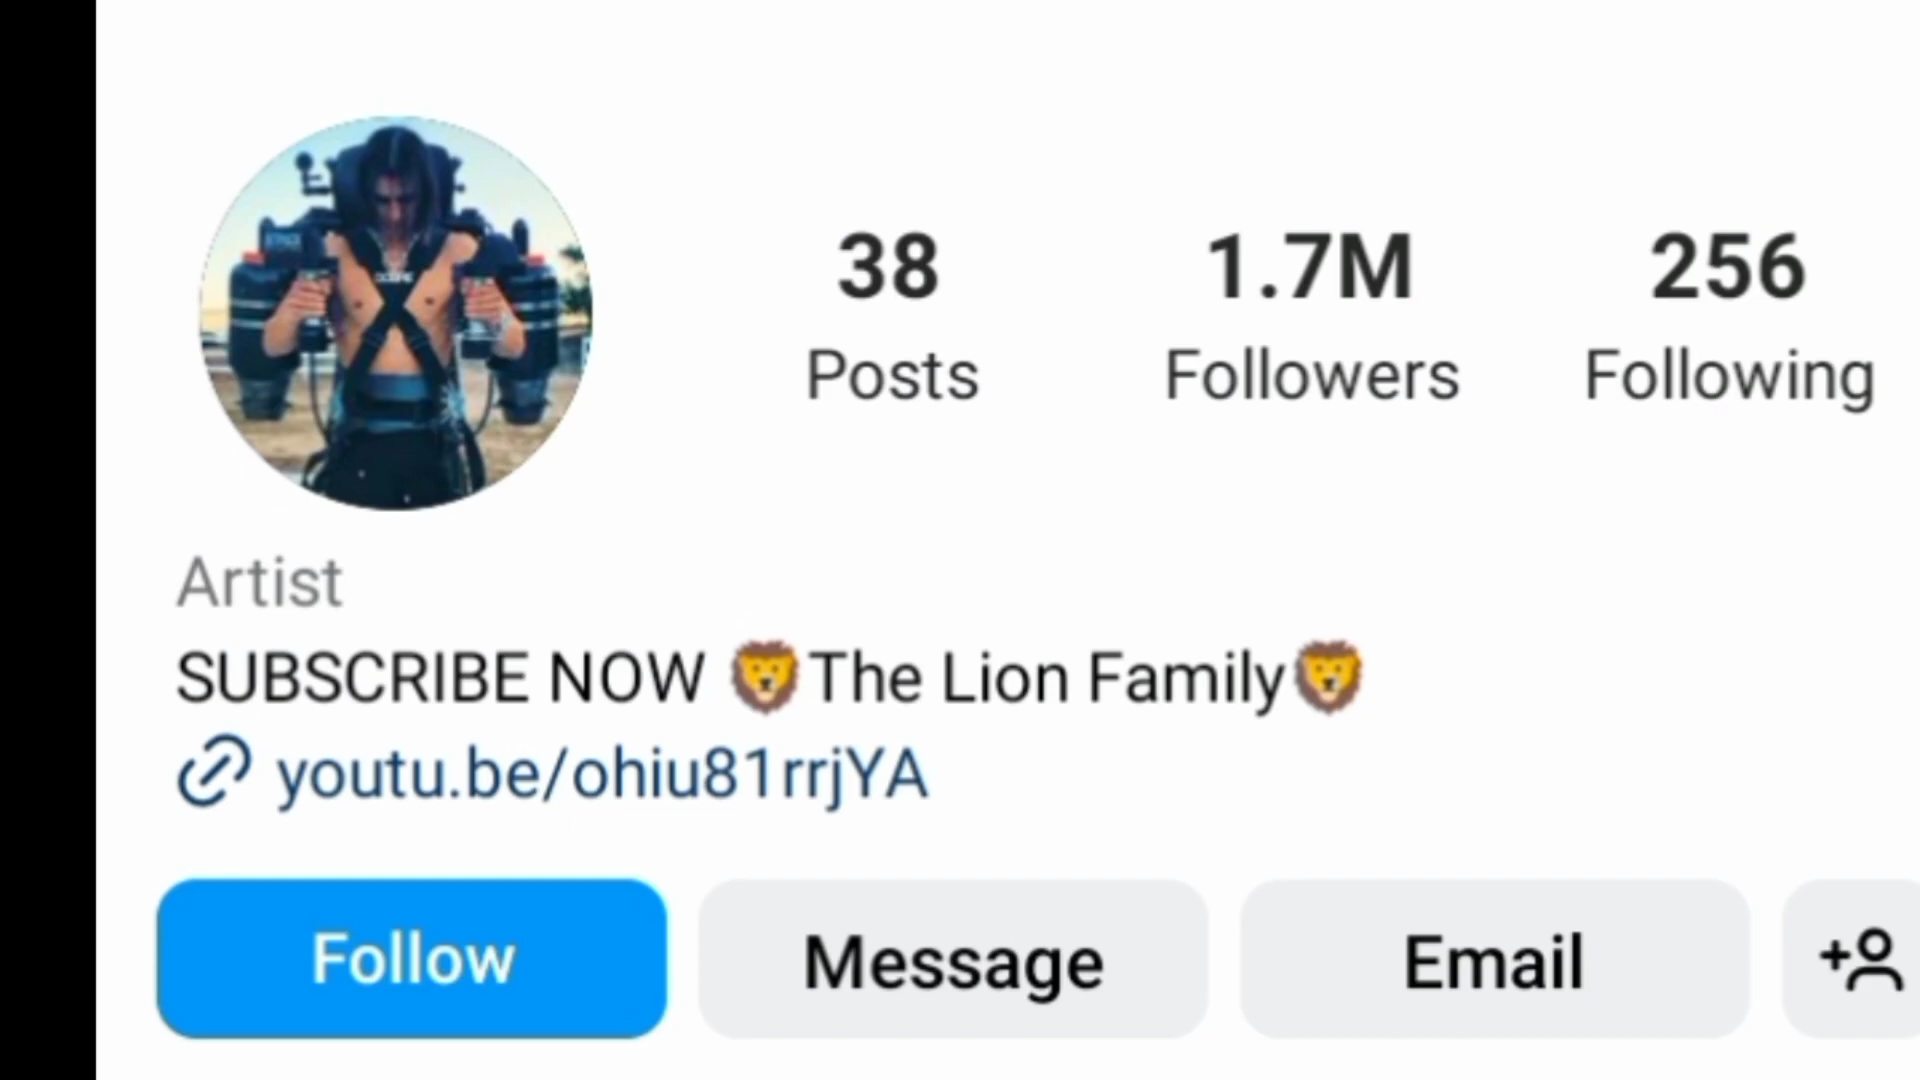 38 1.7M 256
Posts Followers Following
Artist
SUBSCRIBE NOW 🦁The Lion Family🦁
youtu.be/ohiu81rrjYA
Follow Message Email